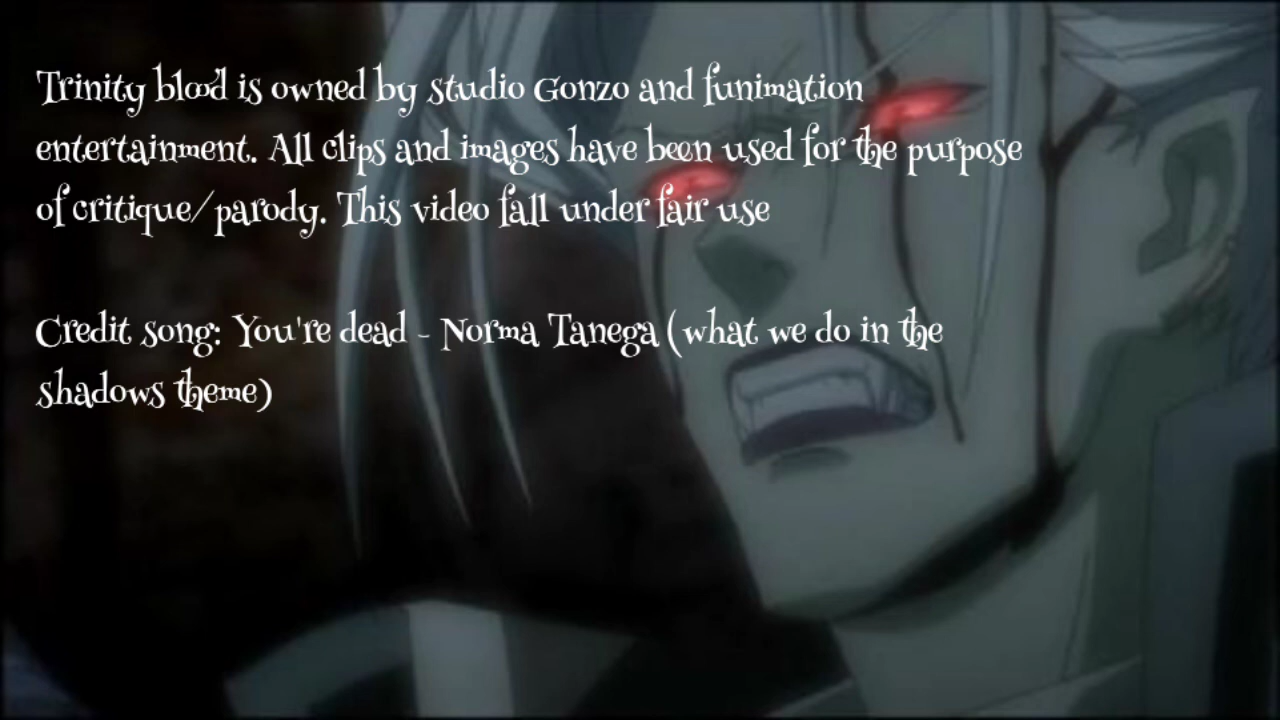 Trinity blood is owned by studio Gonzo and funimation
entertainment. All clips and images have been used for the purpose
of critique/parody. This video fall under fair use
Credit song: You're dead - Norma Tanega (what we do in the
shadows theme)